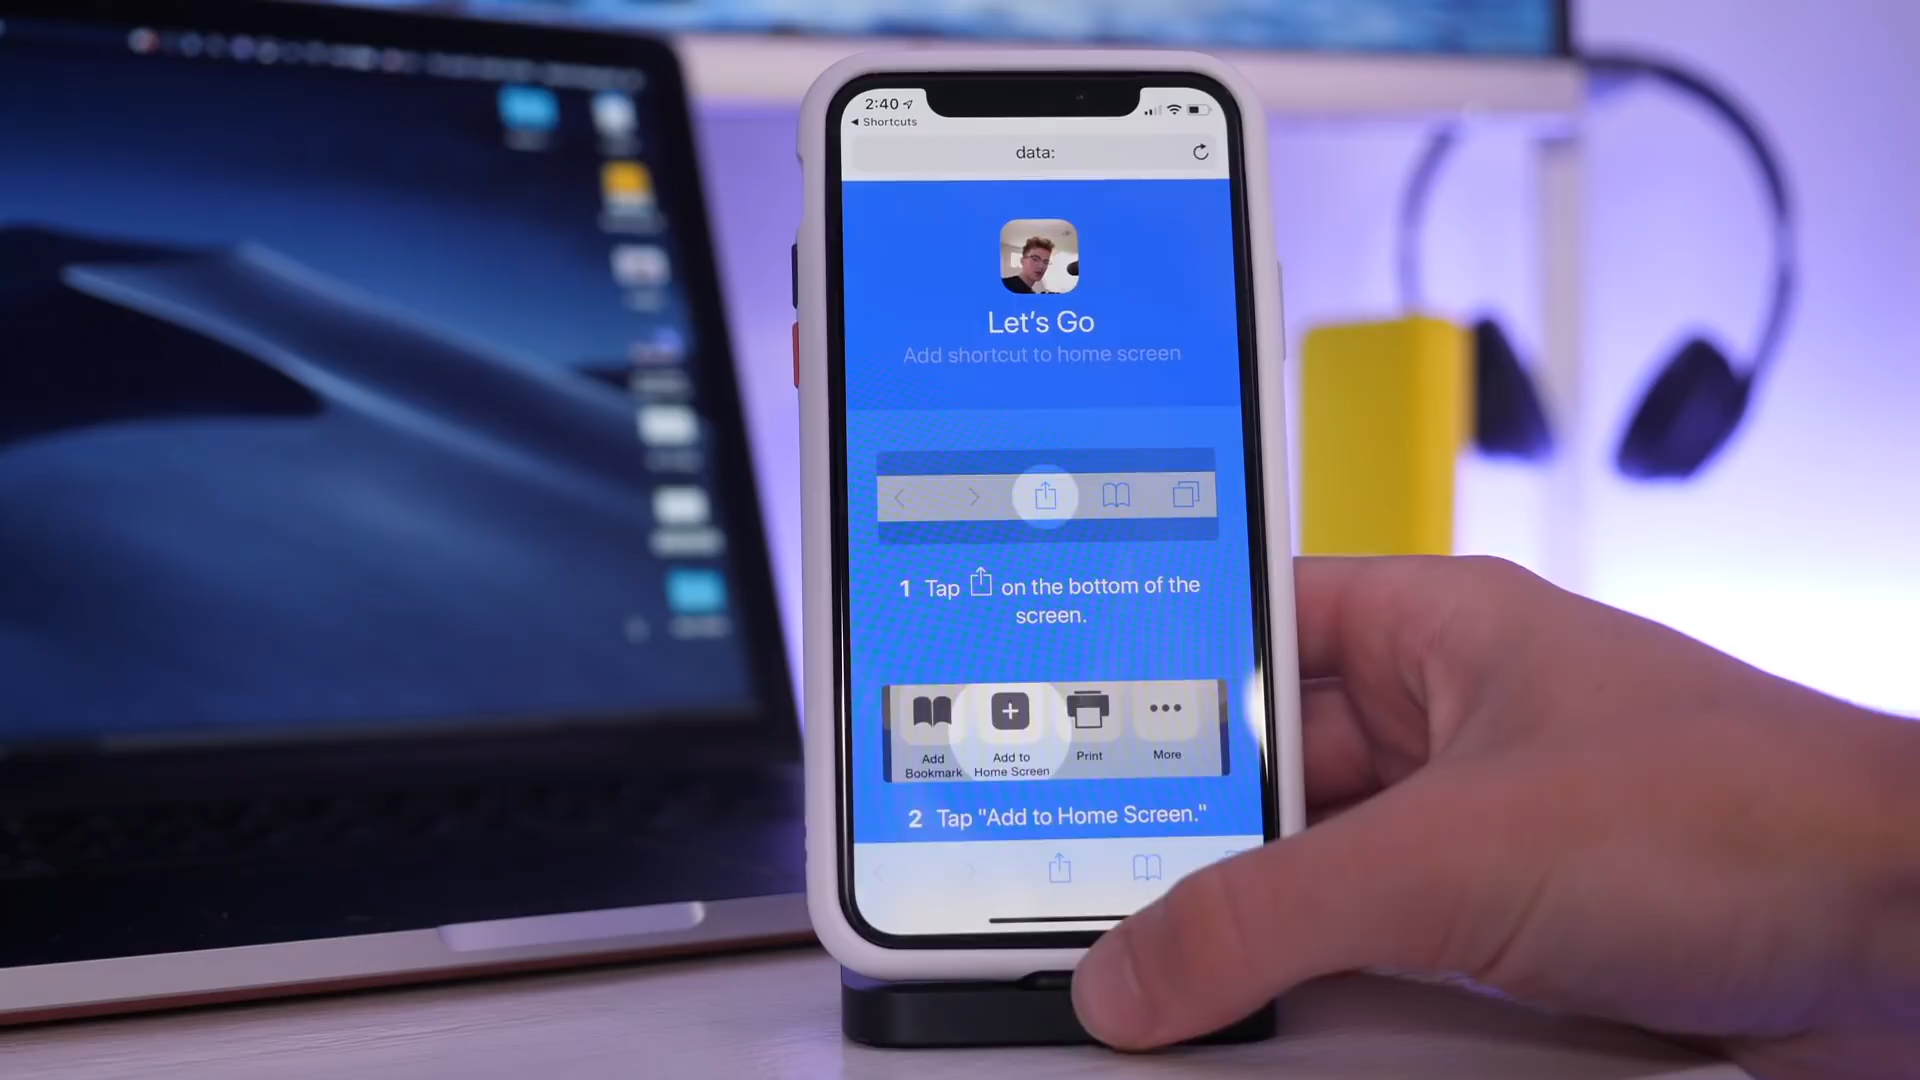 2:40
◀ Shortcuts
data:
Let's Go
Add shortcut to home screen
1 Tap on the bottom of the
screen.
Add
Bookmark
Add to
Home Screen
Print
More
2 Tap "Add to Home Screen."